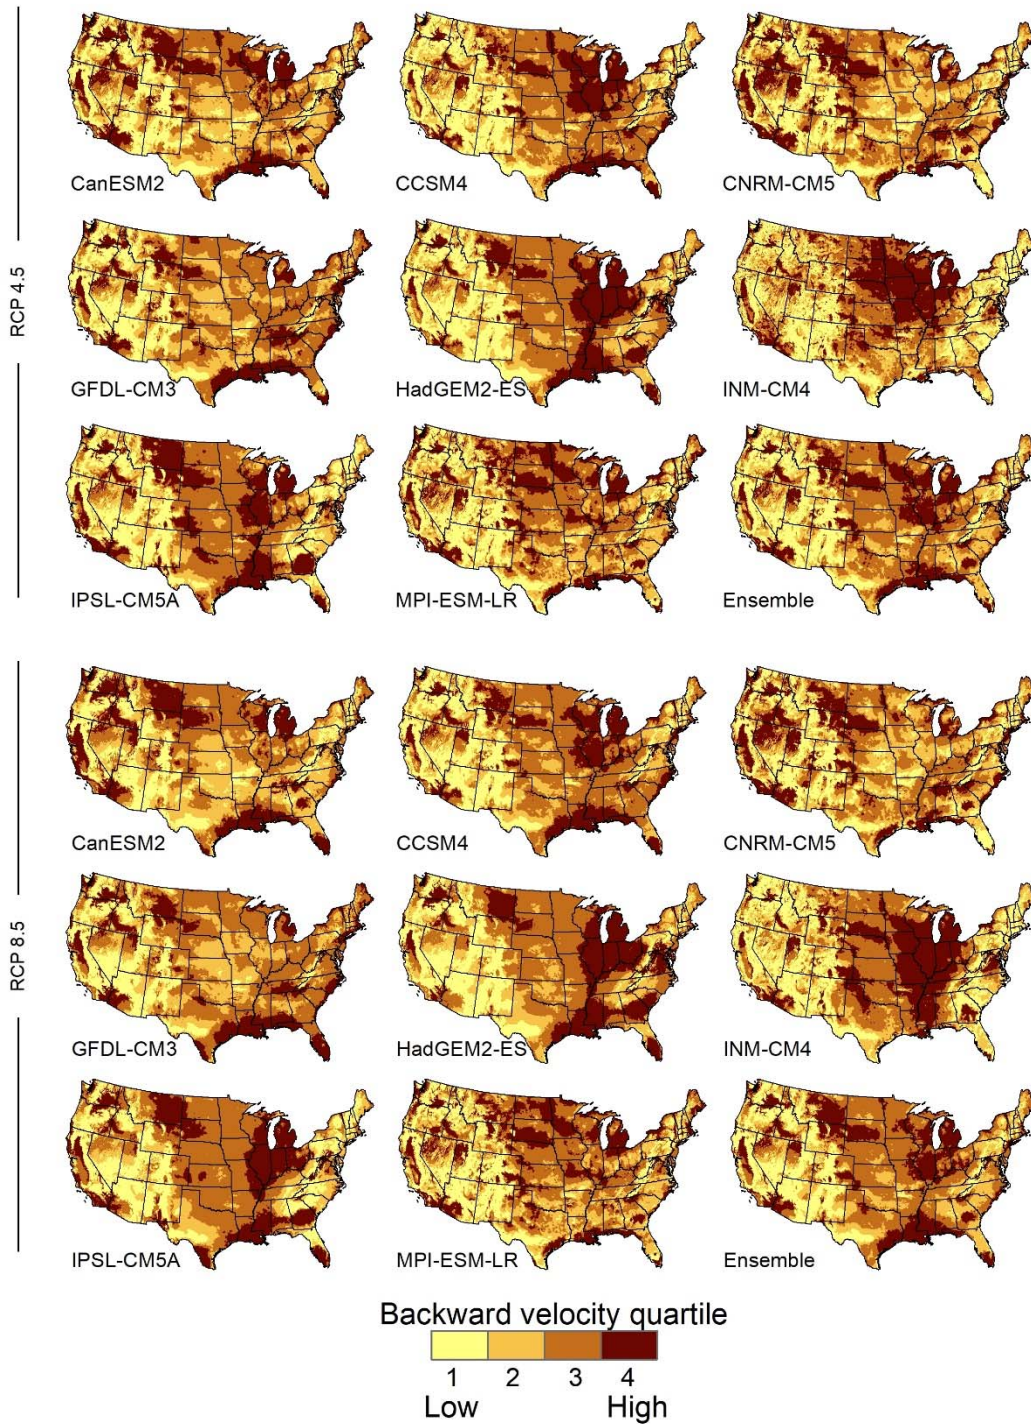 RCP 4.5
CanESM2
CCSM4
CNRM-CM5
GFDL-CM3
HadGEM2-ES
INM-CM4
IPSL-CM5A
MPI-ESM-LR
Ensemble
RCP 8.5
CanESM2
CCSM4
CNRM-CM5
GFDL-CM3
HadGEM2-ES
INM-CM4
IPSL-CM5A
MPI-ESM-LR
Ensemble
Backward velocity quartile
1 2 3 4
Low High